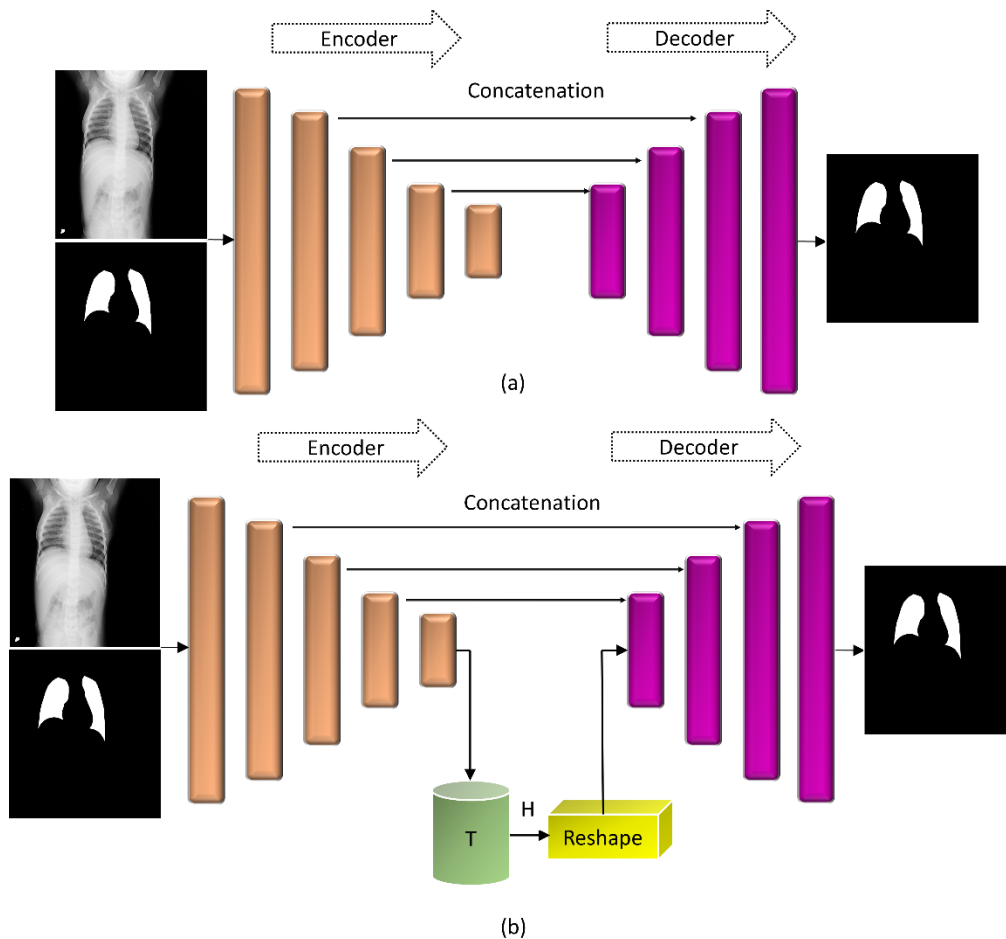 Encoder
Decoder
Concatenation
(a)
Encoder
Decoder
Concatenation
T
H
Reshape
(b)